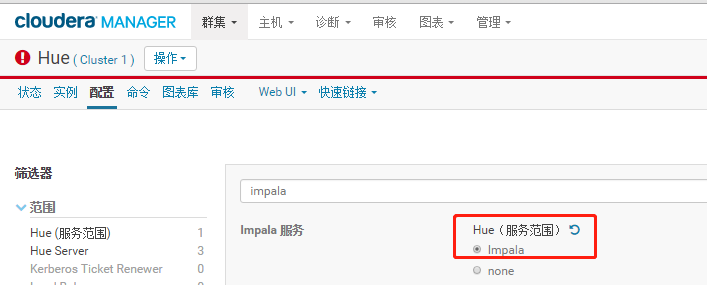 cloudera MANAGER 群集 主机 诊断 审核 图表 管理
Hue ( Cluster 1 ) 操作
状态 实例 配置 命令 图表库 审核 Web UI 快速链接
筛选器
impala
范围
Impala 服务 Hue（服务范围）
Hue (服务范围) 1
Impala
Hue Server 3
none
Kerberos Ticket Renewer 0